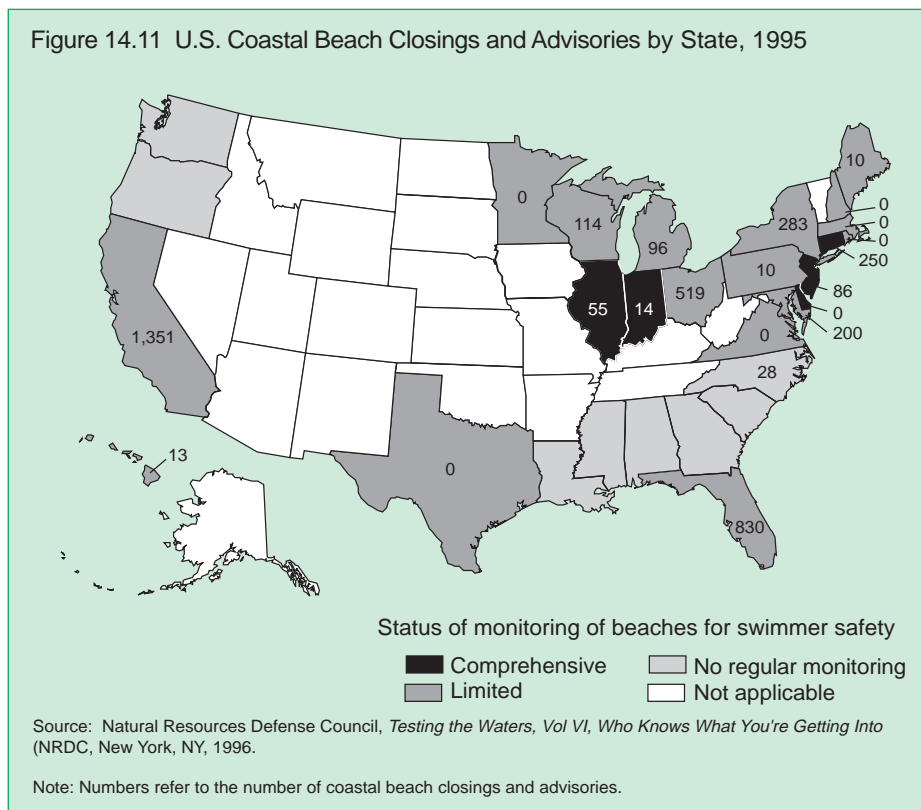 Figure 14.11 U.S. Coastal Beach Closings and Advisories by State, 1995
10
0
0
0
0
114
283
96
250
10
519
86
55
14
0
1,351
0
200
28
13
0
830
Status of monitoring of beaches for swimmer safety
Comprehensive
No regular monitoring
Limited
Not applicable
Source: Natural Resources Defense Council, Testing the Waters, Vol VI, Who Knows What You're Getting Into
(NRDC, New York, NY, 1996.
Note: Numbers refer to the number of coastal beach closings and advisories.